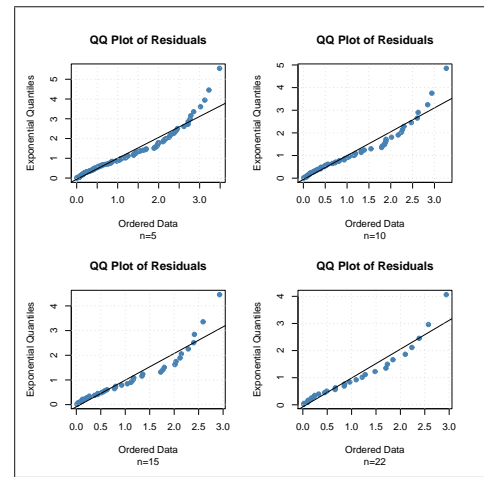 QQ Plot of Residuals
Exponential Quantiles
0 1 2 3 4 5
0.0 0.5 1.0 1.5 2.0 3.0
Ordered Data
n=5
QQ Plot of Residuals
Exponential Quantiles
0 1 2 3 4 5
0.0 0.5 1.0 1.5 2.0 2.5 3.0
Ordered Data
n=10
QQ Plot of Residuals
Exponential Quantiles
0 1 2 3 4
0.0 0.5 1.0 1.5 2.0 2.5 3.0
Ordered Data
n=15
QQ Plot of Residuals
Exponential Quantiles
0 1 2 3 4
0.0 0.5 1.0 1.5 2.0 2.5 3.0
Ordered Data
n=22